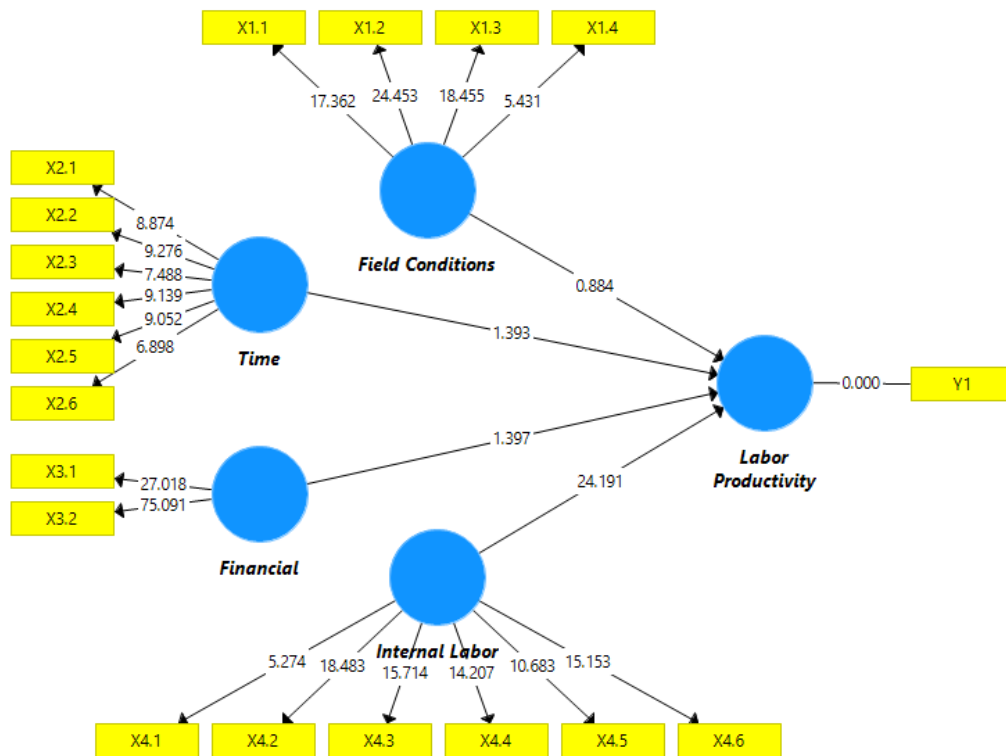 X1.1
X1.2
X1.3
X1.4
17.362
24.453
18.455
5.431
Field Conditions
X2.1
X2.2
X2.3
X2.4
X2.5
X2.6
8.874
9.276
7.488
9.139
9.052
6.898
Time
0.884
1.393
1.397
24.191
Labor
Productivity
0.000
Y1
X3.1
X3.2
27.018
75.091
Financial
Internal Labor
5.274
18.483
15.714
14.207
10.683
15.153
X4.1
X4.2
X4.3
X4.4
X4.5
X4.6